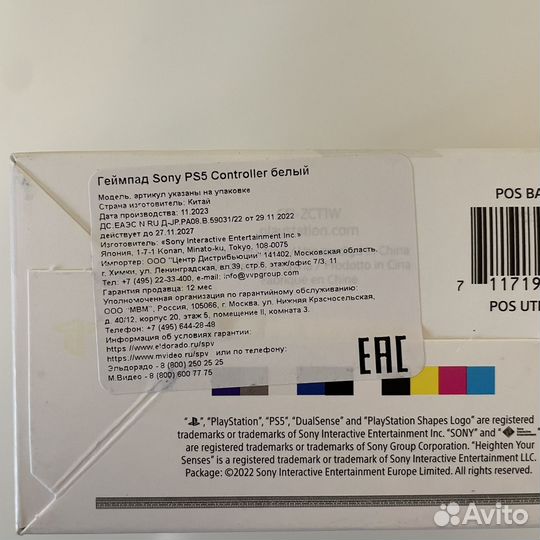 Геймпад Sony PS5 Controller белый
Модель, артикул указаны на упаковке
Страна изготовитель: Китай
Дата производства: 11.2023
ДС:ЕАЭС N RU Д-JP.РА08.В.59031/22 от 29.11.2022
действует до 27.11.2027
Изготовитель: «Sony Interactive Entertainment Inc.»
Япония, 1-7-1 Konan, Minato-ku, Tokyo, 108-0075
Импортер: ООО "Центр Дистрибьюции" 141402, Московская область,
г. Химки, ул. Ленинградская, вл.39, стр.6, этаж/офис 7/3, 11
Тел: +7 (495) 22-33-400, e-mail: info@vvpgroup.com
Гарантия продавца: 12 мес
Уполномоченная организация по гарантийному обслуживанию:
ООО "МВМ", Россия, 105066, г. Москва, ул. Нижняя Красносельская,
д. 40/12, корпус 20, этаж 5, помещение II, комната 3.
Телефон: +7 (495) 644-28-48
Информация об условиях гарантии:
https://www.eldorado.ru/spv
https://www.mvideo.ru/spv или по телефону:
Эльдорадо - 8 (800) 250 25 25
М.Видео - 8 (800) 600 77 75
EAC
POS BA
7 11719
POS UTI
"PlayStation", "PS5", "DualSense" and "PlayStation Shapes Logo" are registered
trademarks or trademarks of Sony Interactive Entertainment Inc. "SONY" and "
are registered trademarks or trademarks of Sony Group Corporation. "Heighten Your
Senses" is a registered trademark or trademark of Sony Interactive Entertainment LLC.
Package: ©2022 Sony Interactive Entertainment Europe Limited. All rights reserved.
Avito